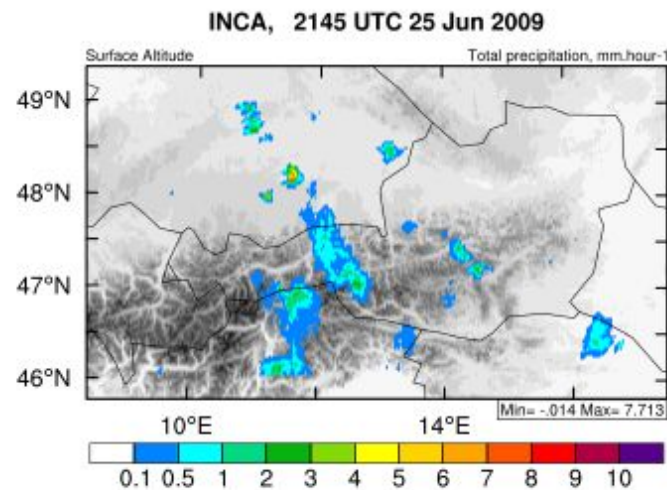 INCA, 2145 UTC 25 Jun 2009
Surface Altitude Total precipitation, mm.hour-1
49°N
48°N
47°N
46°N
10°E 14°E
Min= -.014 Max= 7.713
0.1 0.5 1 2 3 4 5 6 7 8 9 10